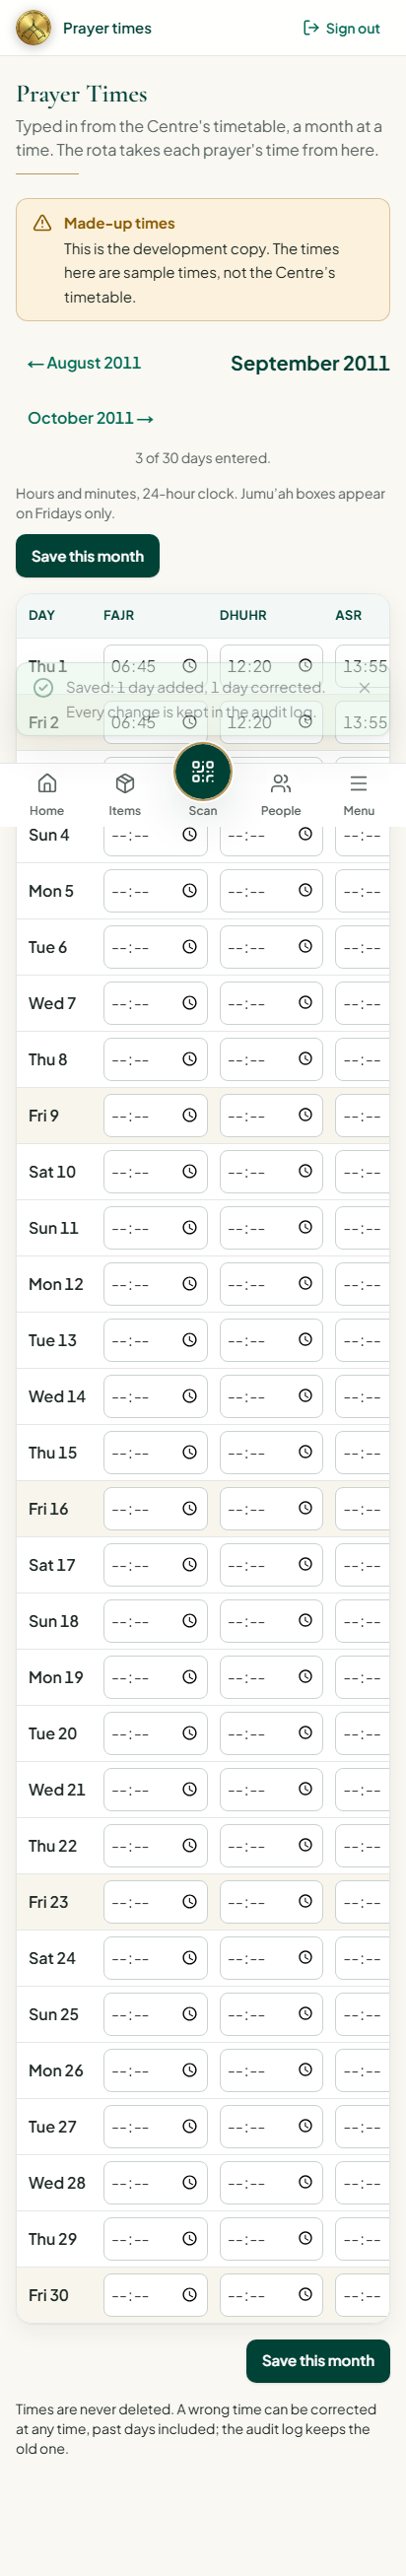 Prayer times
Sign out
Prayer Times
Typed in from the Centre's timetable, a month at a
time. The rota takes each prayer's time from here.
Made-up times
This is the development copy. The times
here are sample times, not the Centre's
timetable.
← August 2011
September 2011
October 2011 →
3 of 30 days entered.
Hours and minutes, 24-hour clock. Jumu'ah boxes appear
on Fridays only.
Save this month
DAY FAJR DHUHR ASR
Thu 1 06:45 12:20 13:55
Saved: 1 day added, 1 day corrected.
Every change is kept in the audit log.
Fri 2 06:45 12:20 13:55
Home Items Scan People Menu
Sun 4 --:-- --:-- --:--
Mon 5 --:-- --:-- --:--
Tue 6 --:-- --:-- --:--
Wed 7 --:-- --:-- --:--
Thu 8 --:-- --:-- --:--
Fri 9 --:-- --:-- --:--
Sat 10 --:-- --:-- --:--
Sun 11 --:-- --:-- --:--
Mon 12 --:-- --:-- --:--
Tue 13 --:-- --:-- --:--
Wed 14 --:-- --:-- --:--
Thu 15 --:-- --:-- --:--
Fri 16 --:-- --:-- --:--
Sat 17 --:-- --:-- --:--
Sun 18 --:-- --:-- --:--
Mon 19 --:-- --:-- --:--
Tue 20 --:-- --:-- --:--
Wed 21 --:-- --:-- --:--
Thu 22 --:-- --:-- --:--
Fri 23 --:-- --:-- --:--
Sat 24 --:-- --:-- --:--
Sun 25 --:-- --:-- --:--
Mon 26 --:-- --:-- --:--
Tue 27 --:-- --:-- --:--
Wed 28 --:-- --:-- --:--
Thu 29 --:-- --:-- --:--
Fri 30 --:-- --:-- --:--
Save this month
Times are never deleted. A wrong time can be corrected
at any time, past days included; the audit log keeps the
old one.